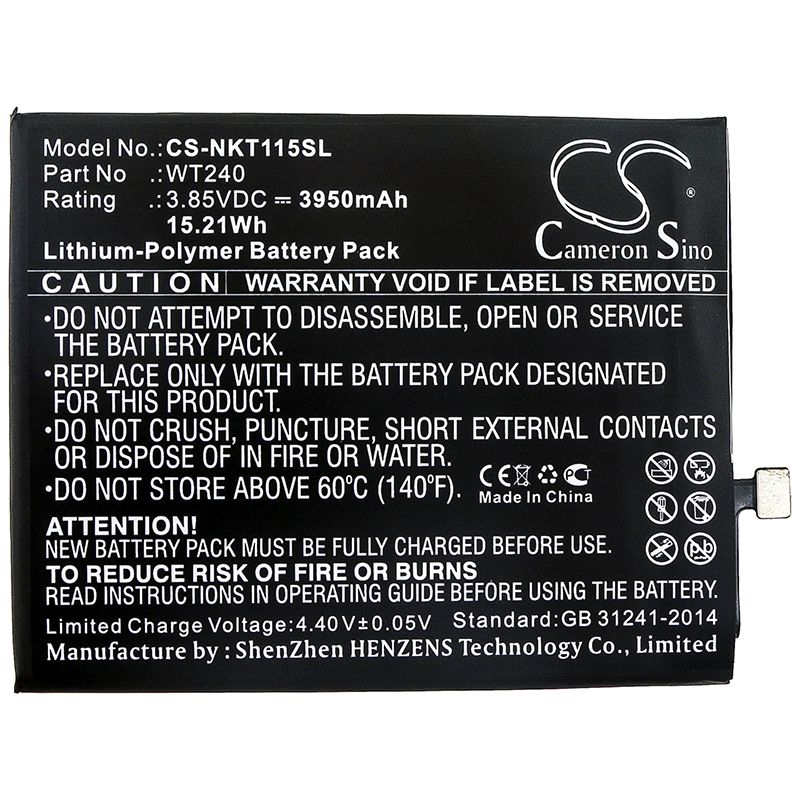 Model No.: CS-NKT115SL
Part No .: WT240
Rating : 3.85VDC ⎓ 3950mAh
15.21Wh
Lithium-Polymer Battery Pack
CS
®
Cameron Sino
CAUTION WARRANTY VOID IF LABEL IS REMOVED
•DO NOT ATTEMPT TO DISASSEMBLE, OPEN OR SERVICE
THE BATTERY PACK.
•REPLACE ONLY WITH THE BATTERY PACK DESIGNATED
FOR THIS PRODUCT.
•DO NOT CRUSH, PUNCTURE, SHORT EXTERNAL CONTACTS
OR DISPOSED OF IN FIRE OR WATER.
•DO NOT STORE ABOVE 60°C (140°F).
CE
Made In China
Pb
ATTENTION!
NEW BATTERY PACK MUST BE FULLY CHARGED BEFORE USE.
TO REDUCE RISK OF FIRE OR BURNS
READ INSTRUCTIONS IN OPERATING GUIDE BEFORE USING THE BATTERY.
Limited Charge Voltage:4.40V±0.05V Standard:GB 31241-2014
Manufacture by : ShenZhen HENZENS Technology Co., Limited